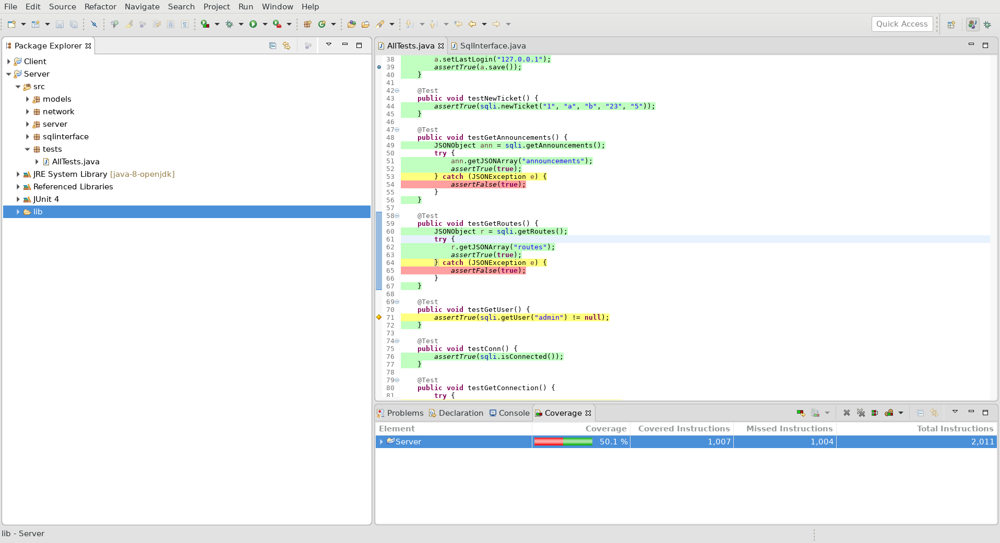 File Edit Source Refactor Navigate Search Project Run Window Help
Quick Access
Package Explorer
Client
Server
src
models
network
server
sqlinterface
tests
AllTests.java
JRE System Library [java-8-openjdk]
Referenced Libraries
JUnit 4
lib
AllTests.java SqlInterface.java
38 a.setLastLogin("127.0.0.1");
39 assertTrue(a.save());
40 }
41
42 @Test
43 public void testNewTicket() {
44 assertTrue(sqli.newTicket("1", "a", "b", "23", "5"));
45 }
46
47 @Test
48 public void testGetAnnouncements() {
49 JSONObject ann = sqli.getAnnouncements();
50 try {
51 ann.getJSONArray("announcements");
52 assertTrue(true);
53 } catch (JSONException e) {
54 assertFalse(true);
55 }
56 }
57
58 @Test
59 public void testGetRoutes() {
60 JSONObject r = sqli.getRoutes();
61 try {
62 r.getJSONArray("routes");
63 assertTrue(true);
64 } catch (JSONException e) {
65 assertFalse(true);
66 }
67 }
68
69 @Test
70 public void testGetUser() {
71 assertTrue(sqli.getUser("admin") != null);
72 }
73
74 @Test
75 public void testConn() {
76 assertTrue(sqli.isConnected());
77 }
78
79 @Test
80 public void testGetConnection() {
81 try {
Problems Declaration Console Coverage
Element Coverage Covered Instructions Missed Instructions Total Instructions
Server 50.1 % 1,007 1,004 2,011
lib - Server